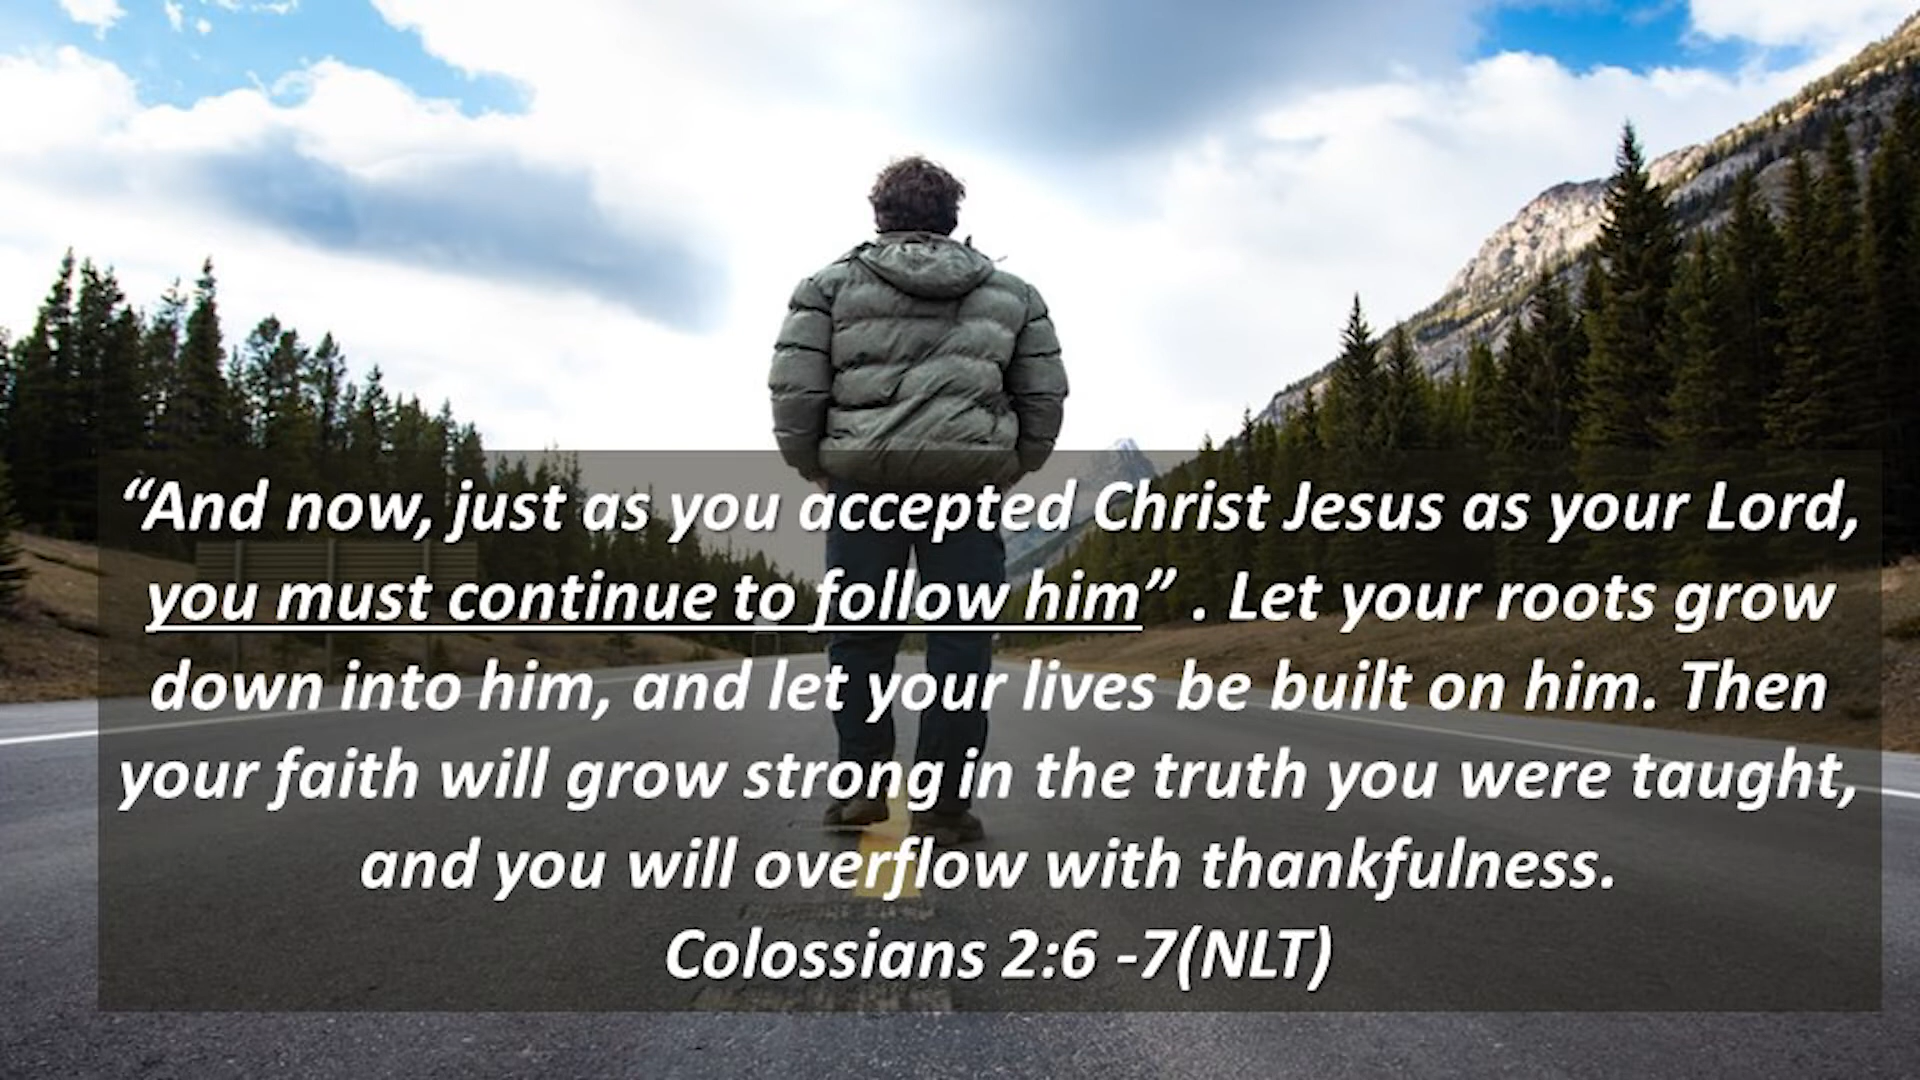 “And now, just as you accepted Christ Jesus as your Lord,
you must continue to follow him” . Let your roots grow
down into him, and let your lives be built on him. Then
your faith will grow strong in the truth you were taught,
and you will overflow with thankfulness.
Colossians 2:6 -7(NLT)